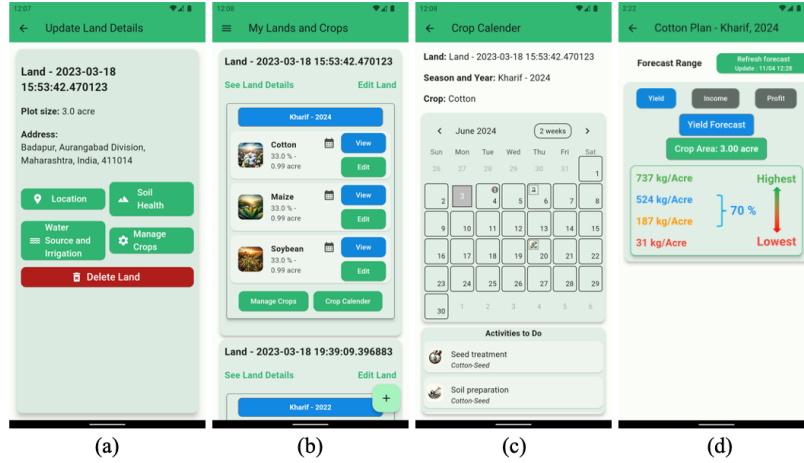 12:07
Update Land Details
Land - 2023-03-18
15:53:42.470123
Plot size: 3.0 acre
Address:
Badapur, Aurangabad Division,
Maharashtra, India, 411014
Location
Soil
Health
Water
Source and
Irrigation
Manage
Crops
Delete Land
(a)
12:08
My Lands and Crops
Land - 2023-03-18 15:53:42.470123
See Land Details Edit Land
Kharif - 2024
Cotton
33.0 % -
0.99 acre
View
Edit
Maize
33.0 % -
0.99 acre
View
Edit
Soybean
33.0 % -
0.99 acre
View
Edit
Manage Crops Crop Calender
Land - 2023-03-18 19:39:09.396883
See Land Details Edit Land
Kharif - 2022
+
(b)
12:08
Crop Calender
Land: Land - 2023-03-18 15:53:42.470123
Season and Year: Kharif - 2024
Crop: Cotton
June 2024 2 weeks
Sun Mon Tue Wed Thu Fri Sat
26 27 28 29 30 31 1
2 3 4 5 6 7 8
9 10 11 12 13 14 15
16 17 18 19 20 21 22
23 24 25 26 27 28 29
30 1 2 3 4 5 6
Activities to Do
Seed treatment
Cotton-Seed
Soil preparation
Cotton-Seed
(c)
2:22
Cotton Plan - Kharif, 2024
Forecast Range
Refresh forecast
Update : 11/04 12:28
Yield Income Profit
Yield Forecast
Crop Area: 3.00 acre
737 kg/Acre Highest
524 kg/Acre
70 %
187 kg/Acre
31 kg/Acre Lowest
(d)